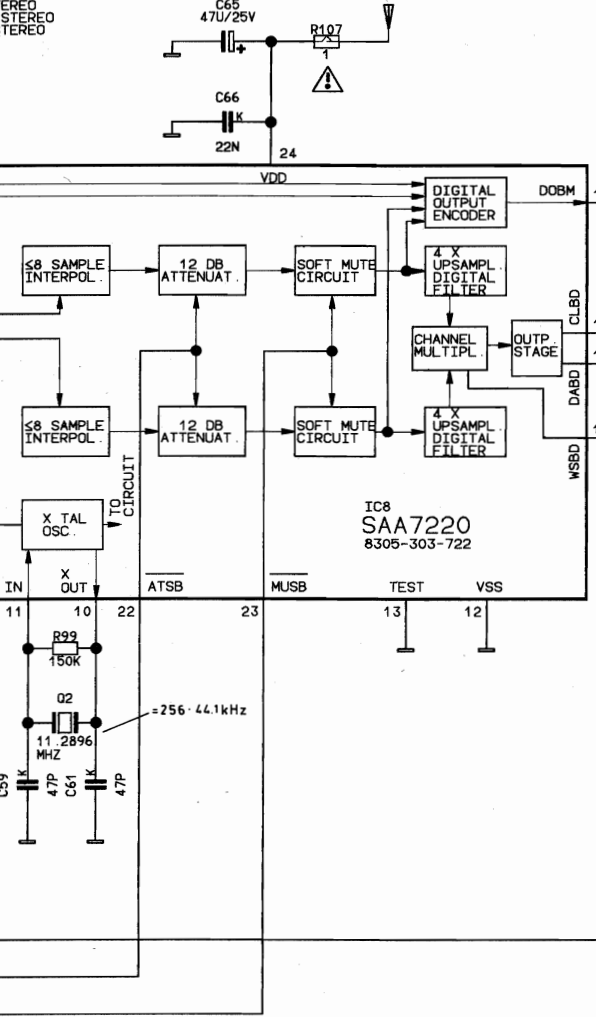 STEREO
STEREO
C65
47U/25V
+
R107
1
C66
K
22N
24
VDD
DIGITAL
OUTPUT
ENCODER
DOBM
≤8 SAMPLE
INTERPOL.
12 DB
ATTENUAT.
SOFT MUTE
CIRCUIT
4 X
UPSAMPL.
DIGITAL
FILTER
CLBD
CHANNEL
MULTIPL.
OUTP.
STAGE
DABD
≤8 SAMPLE
INTERPOL.
12 DB
ATTENUAT.
SOFT MUTE
CIRCUIT
4 X
UPSAMPL.
DIGITAL
FILTER
WSBD
TO
CIRCUIT
X TAL
OSC.
IC8
SAA7220
8305-303-722
IN
X
OUT
ATSB
MUSB
TEST
VSS
11
10
22
23
13
12
R99
150K
Q2
=256·44.1kHz
11.2896
MHZ
C59
K
47P
C61
K
47P